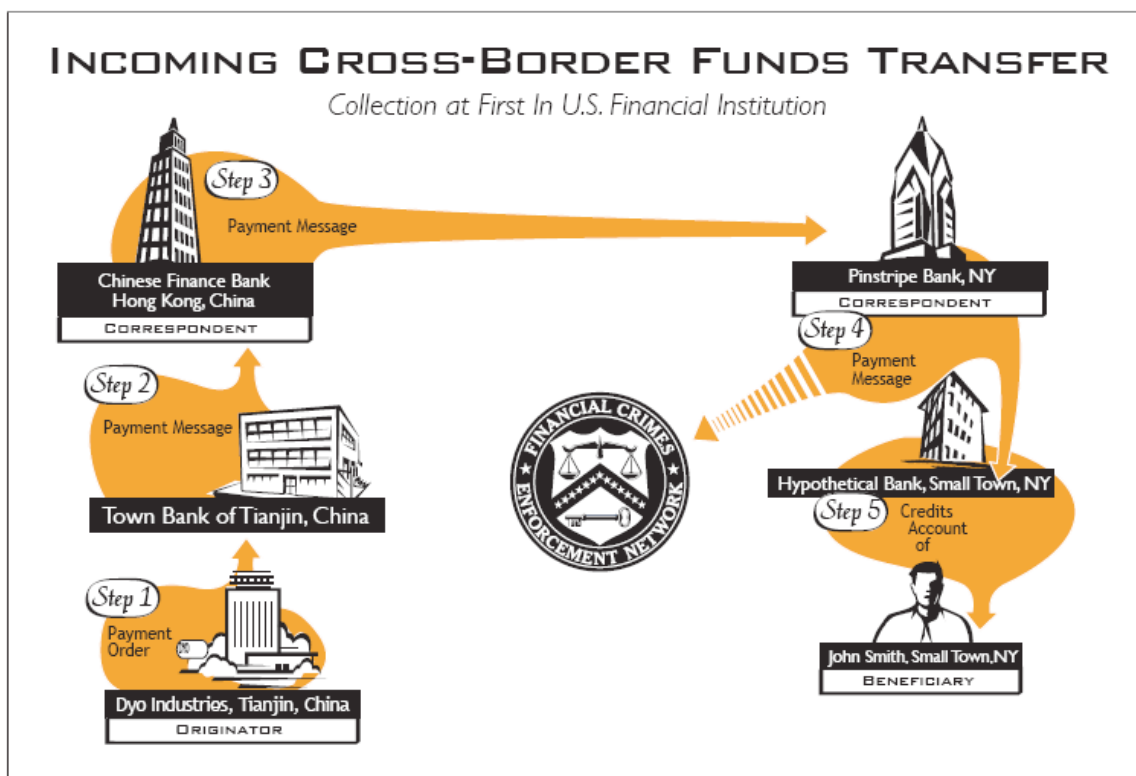 INCOMING CROSS-BORDER FUNDS TRANSFER
Collection at First In U.S. Financial Institution
Step 3
Payment Message
Chinese Finance Bank
Hong Kong, China
CORRESPONDENT
Pinstripe Bank, NY
CORRESPONDENT
Step 4
Payment
Message
Step 2
Payment Message
Town Bank of Tianjin, China
FINANCIAL CRIMES
ENFORCEMENT NETWORK
Hypothetical Bank, Small Town, NY
Step 5
Credits
Account
of
Step 1
Payment
Order
Dyo Industries, Tianjin, China
ORIGINATOR
John Smith, Small Town,NY
BENEFICIARY